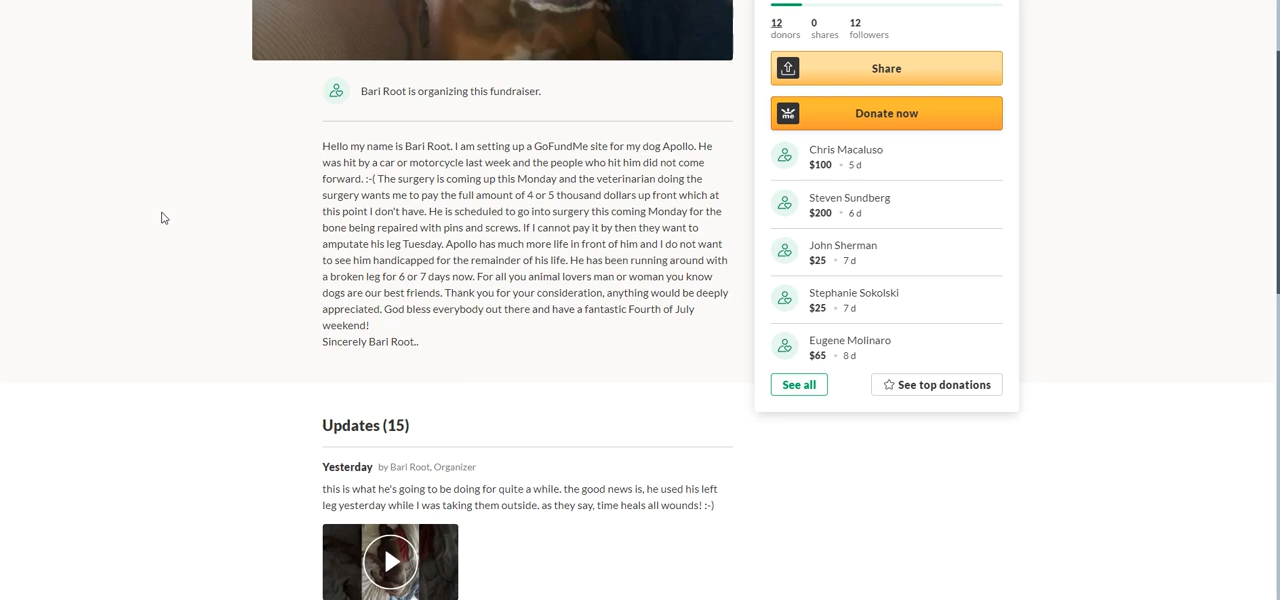 12 0 12
donors shares followers
Share
Bari Root is organizing this fundraiser.
me Donate now
Hello my name is Bari Root. I am setting up a GoFundMe site for my dog Apollo. He
was hit by a car or motorcycle last week and the people who hit him did not come
forward. :-( The surgery is coming up this Monday and the veterinarian doing the
surgery wants me to pay the full amount of 4 or 5 thousand dollars up front which at
this point I don't have. He is scheduled to go into surgery this coming Monday for the
bone being repaired with pins and screws. If I cannot pay it by then they want to
amputate his leg Tuesday. Apollo has much more life in front of him and I do not want
to see him handicapped for the remainder of his life. He has been running around with
a broken leg for 6 or 7 days now. For all you animal lovers man or woman you know
dogs are our best friends. Thank you for your consideration, anything would be deeply
appreciated. God bless everybody out there and have a fantastic Fourth of July
weekend!
Sincerely Bari Root..
Chris Macaluso
$100 • 5 d
Steven Sundberg
$200 • 6 d
John Sherman
$25 • 7 d
Stephanie Sokolski
$25 • 7 d
Eugene Molinaro
$65 • 8 d
See all See top donations
Updates (15)
Yesterday by Bari Root, Organizer
this is what he's going to be doing for quite a while. the good news is, he used his left
leg yesterday while I was taking them outside. as they say, time heals all wounds! :-)